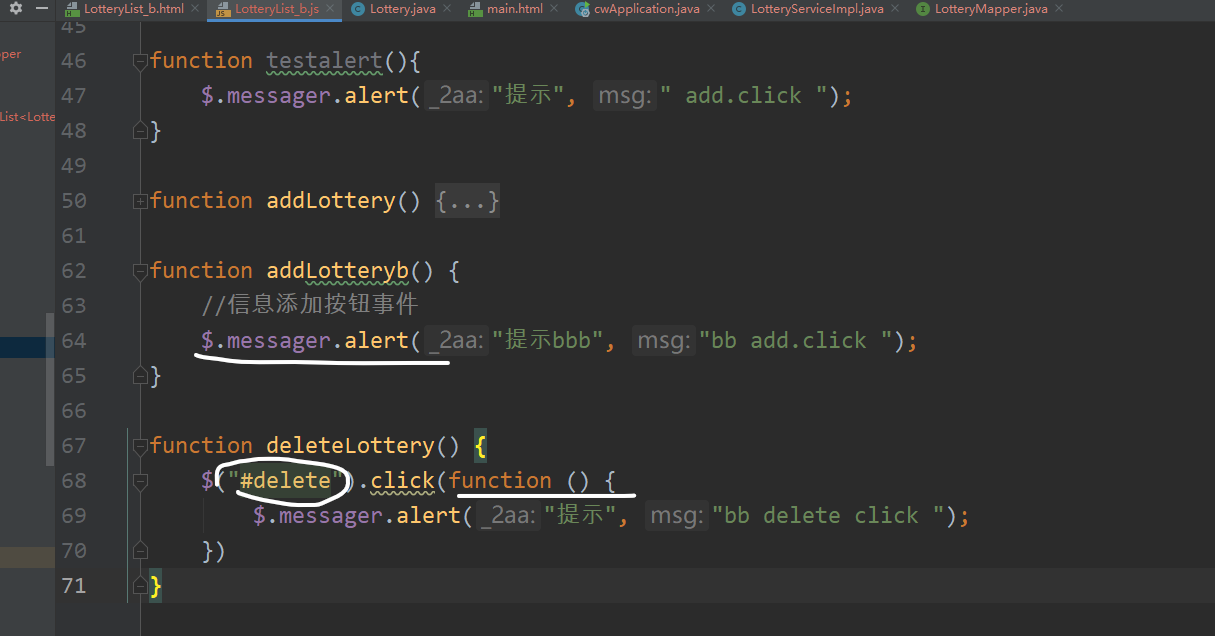 LotteryList_b.html LotteryList_b.js Lottery.java main.html cwApplication.java LotteryServiceImpl.java LotteryMapper.java
45
46 function testalert(){
47 $.messager.alert( _2aa: "提示", msg: " add.click ");
48 }
49
50 function addLottery() {...}
61
62 function addLotteryb() {
63 //信息添加按钮事件
64 $.messager.alert( _2aa: "提示bbb", msg: "bb add.click ");
65 }
66
67 function deleteLottery() {
68 $("#delete").click(function () {
69 $.messager.alert( _2aa: "提示", msg: "bb delete click ");
70 })
71 }
per
List<Lotte